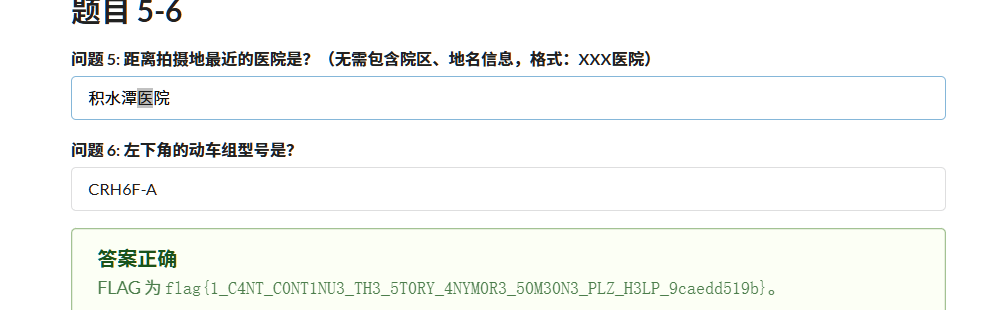 题目 5-6
问题 5: 距离拍摄地最近的医院是？（无需包含院区、地名信息，格式：XXX医院）
积水潭医院
问题 6: 左下角的动车组型号是？
CRH6F-A
答案正确
FLAG 为 flag{1_C4NT_C0NT1NU3_TH3_5T0RY_4NYM0R3_50M30N3_PLZ_H3LP_9caedd519b}。